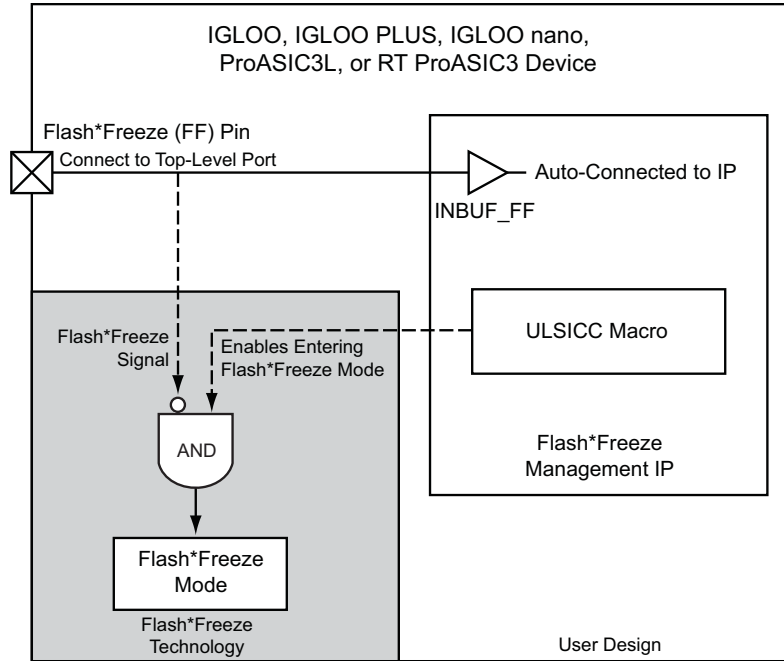 IGLOO, IGLOO PLUS, IGLOO nano,
ProASIC3L, or RT ProASIC3 Device
Flash*Freeze (FF) Pin
Connect to Top-Level Port
Auto-Connected to IP
INBUF_FF
ULSICC Macro
Flash*Freeze
Signal
Enables Entering
Flash*Freeze Mode
AND
Flash*Freeze
Management IP
Flash*Freeze
Mode
Flash*Freeze
Technology
User Design